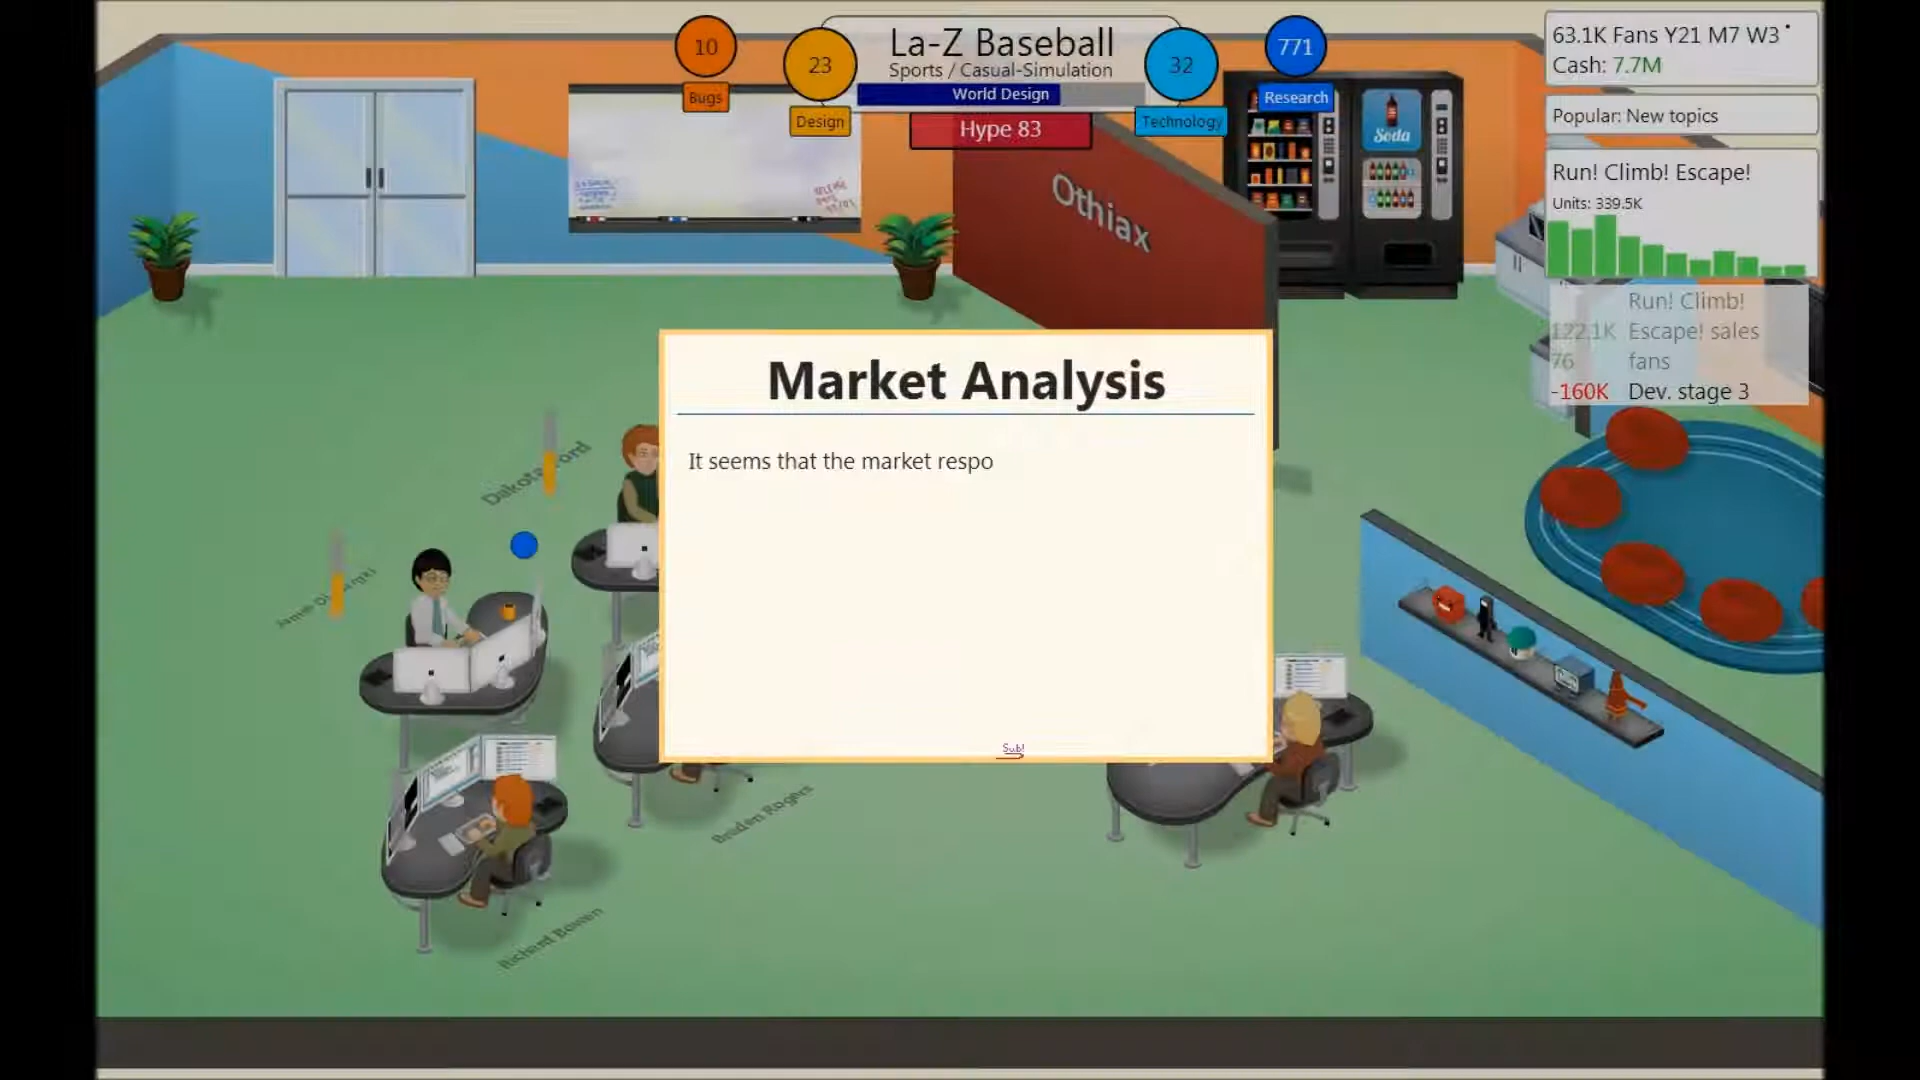 10
Bugs
23
Design
La-Z Baseball
Sports / Casual-Simulation
World Design
Hype 83
32
Technology
771
Research
63.1K Fans Y21 M7 W3
Cash: 7.7M
Popular: New topics
Run! Climb! Escape!
Units: 339.5K
122.1K Run! Climb! Escape! sales
76 fans
-160K Dev. stage 3
Soda
Othiax
Market Analysis
It seems that the market respo
Sub!
Braden Rogers
Richard Bowen